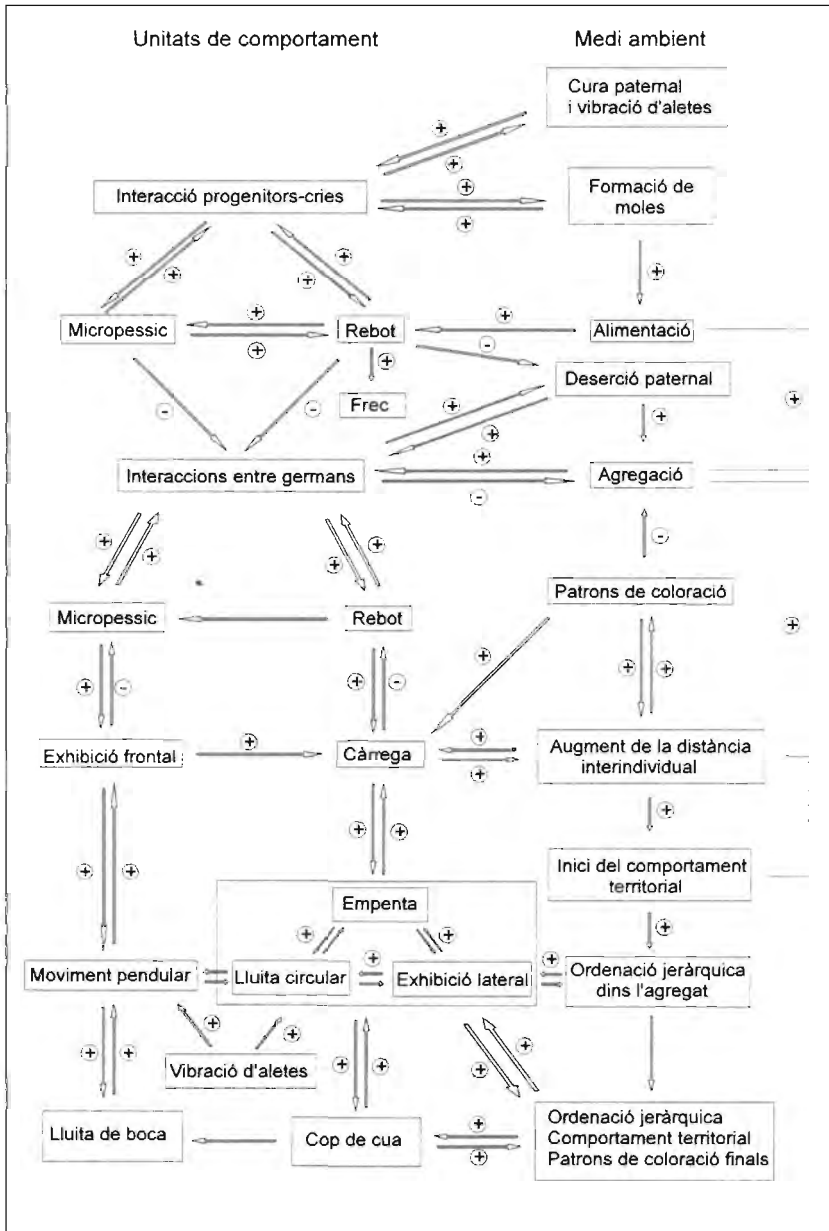 Unitats de comportament
Medi ambient
Cura paternal
i vibració d'aletes
+
+
Interacció progenitors-cries
+
+
Formació de
moles
+
+
+
+
+
Micropessic
+
+
Rebot
+
Alimentació
-
+
Deserció paternal
+
-
-
Frec
+
+
+
Interaccions entre germans
+
-
Agregació
+
+
+
+
-
Patrons de coloració
Micropessic
Rebot
+
+
+
-
+
-
+
+
Exhibició frontal
+
Càrrega
+
+
Augment de la distància
interindividual
+
+
+
+
+
Inici del comportament
territorial
Empenta
+
+
+
Moviment pendular
Lluita circular
+
Exhibició lateral
+
Ordenació jeràrquica
dins l'agregat
+
+
+
+
Vibració d'aletes
+
+
+
+
Lluita de boca
Cop de cua
+
+
Ordenació jeràrquica
Comportament territorial
Patrons de coloració finals